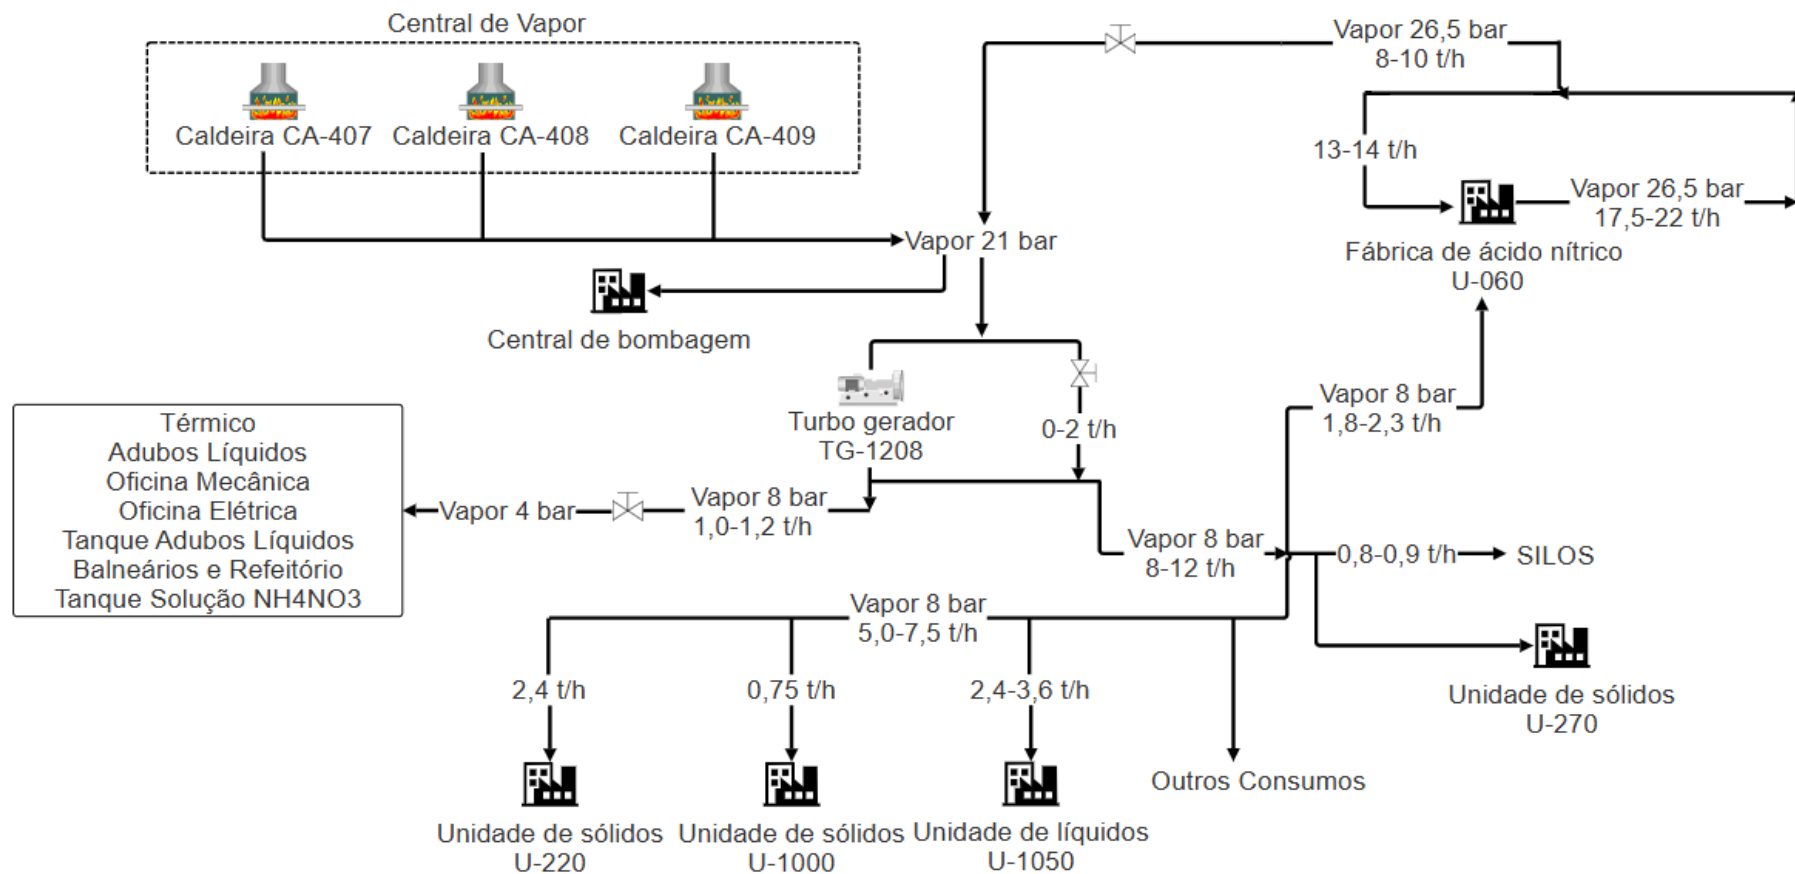 Central de Vapor
Caldeira CA-407
Caldeira CA-408
Caldeira CA-409
Vapor 26,5 bar
8-10 t/h
13-14 t/h
Vapor 26,5 bar
17,5-22 t/h
Fábrica de ácido nítrico
U-060
Vapor 21 bar
Central de bombagem
Turbo gerador
TG-1208
0-2 t/h
Vapor 8 bar
1,8-2,3 t/h
Térmico
Adubos Líquidos
Oficina Mecânica
Oficina Elétrica
Tanque Adubos Líquidos
Balneários e Refeitório
Tanque Solução NH4NO3
Vapor 4 bar
Vapor 8 bar
1,0-1,2 t/h
Vapor 8 bar
8-12 t/h
0,8-0,9 t/h
SILOS
Vapor 8 bar
5,0-7,5 t/h
2,4 t/h
0,75 t/h
2,4-3,6 t/h
Unidade de sólidos
U-270
Outros Consumos
Unidade de sólidos
U-220
Unidade de sólidos
U-1000
Unidade de líquidos
U-1050